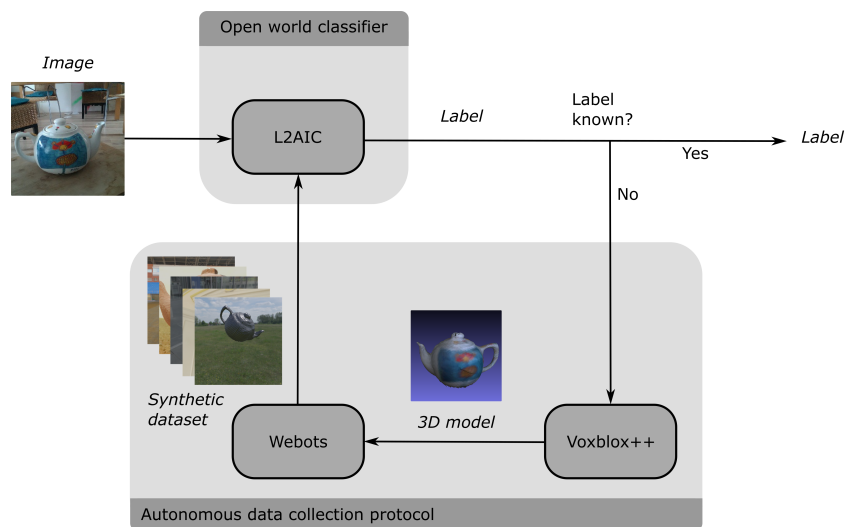 Open world classifier
Image
L2AIC
Label
Label
known?
Yes
Label
No
Synthetic
dataset
3D model
Webots
Voxblox++
Autonomous data collection protocol